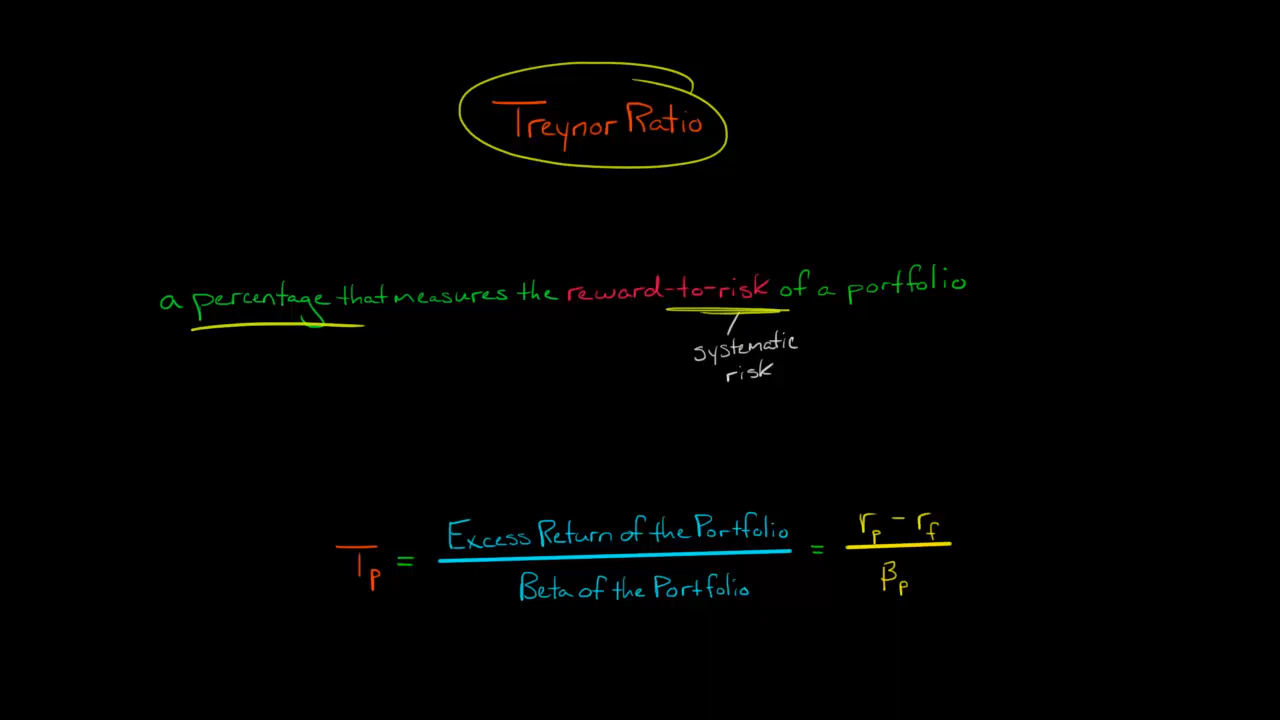 Treynor Ratio
a percentage that measures the reward-to-risk of a portfolio
systematic
risk
Tp = Excess Return of the Portfolio / Beta of the Portfolio = rp - rf / βp